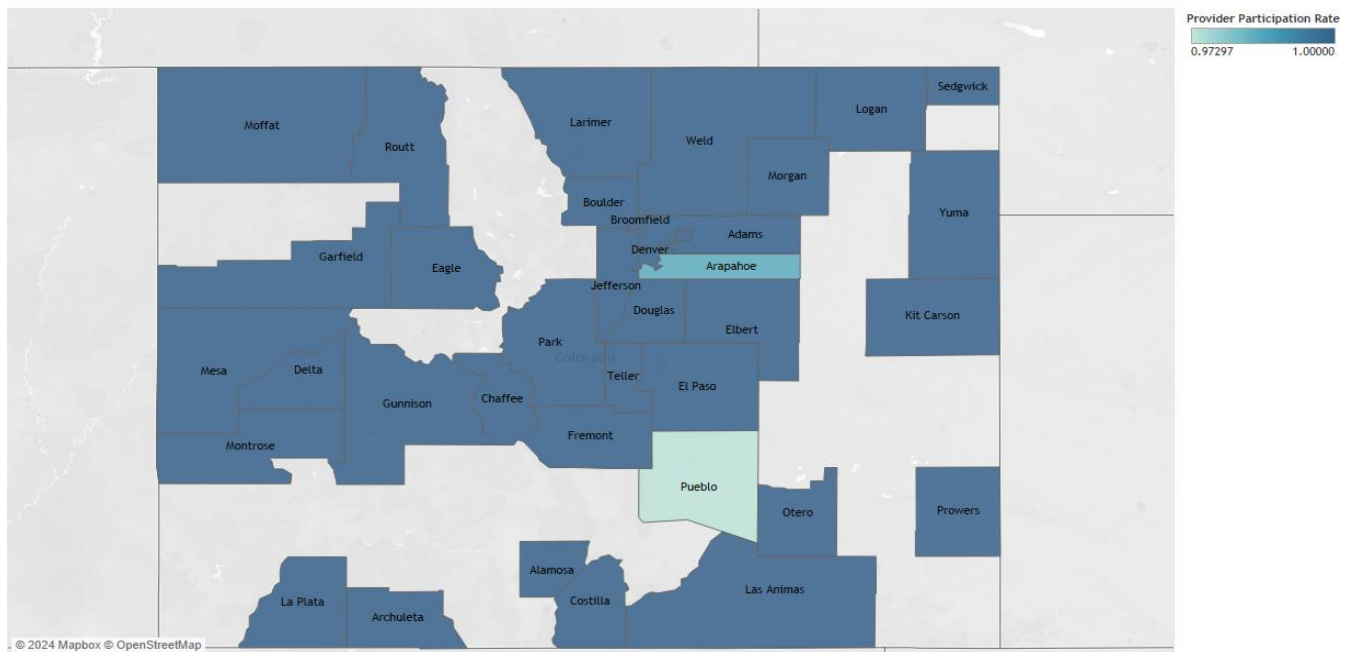 Provider Participation Rate
0.97297 1.00000
Sedgwick
Logan
Moffat
Larimer
Weld
Routt
Morgan
Boulder
Yuma
Broomfield
Adams
Denver
Garfield
Eagle
Arapahoe
Jefferson
Douglas
Kit Carson
Elbert
Park
Colorado
Mesa
Delta
Teller
El Paso
Chaffee
Gunnison
Fremont
Montrose
Pueblo
Otero
Prowers
Alamosa
Las Animas
La Plata
Costilla
Archuleta
© 2024 Mapbox © OpenStreetMap